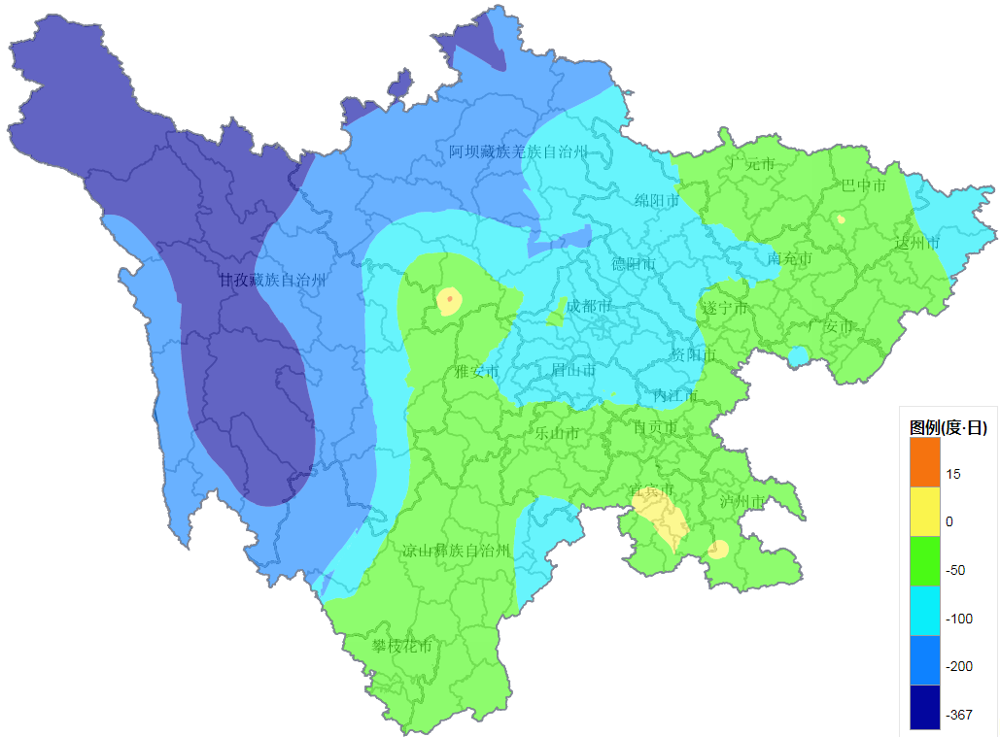 阿坝藏族羌族自治州
广元市
巴中市
绵阳市
达州市
南充市
德阳市
甘孜藏族自治州
成都市
遂宁市
广安市
资阳市
雅安市
眉山市
内江市
乐山市
自贡市
宜宾市
泸州市
凉山彝族自治州
攀枝花市
图例(度·日)
15
0
-50
-100
-200
-367